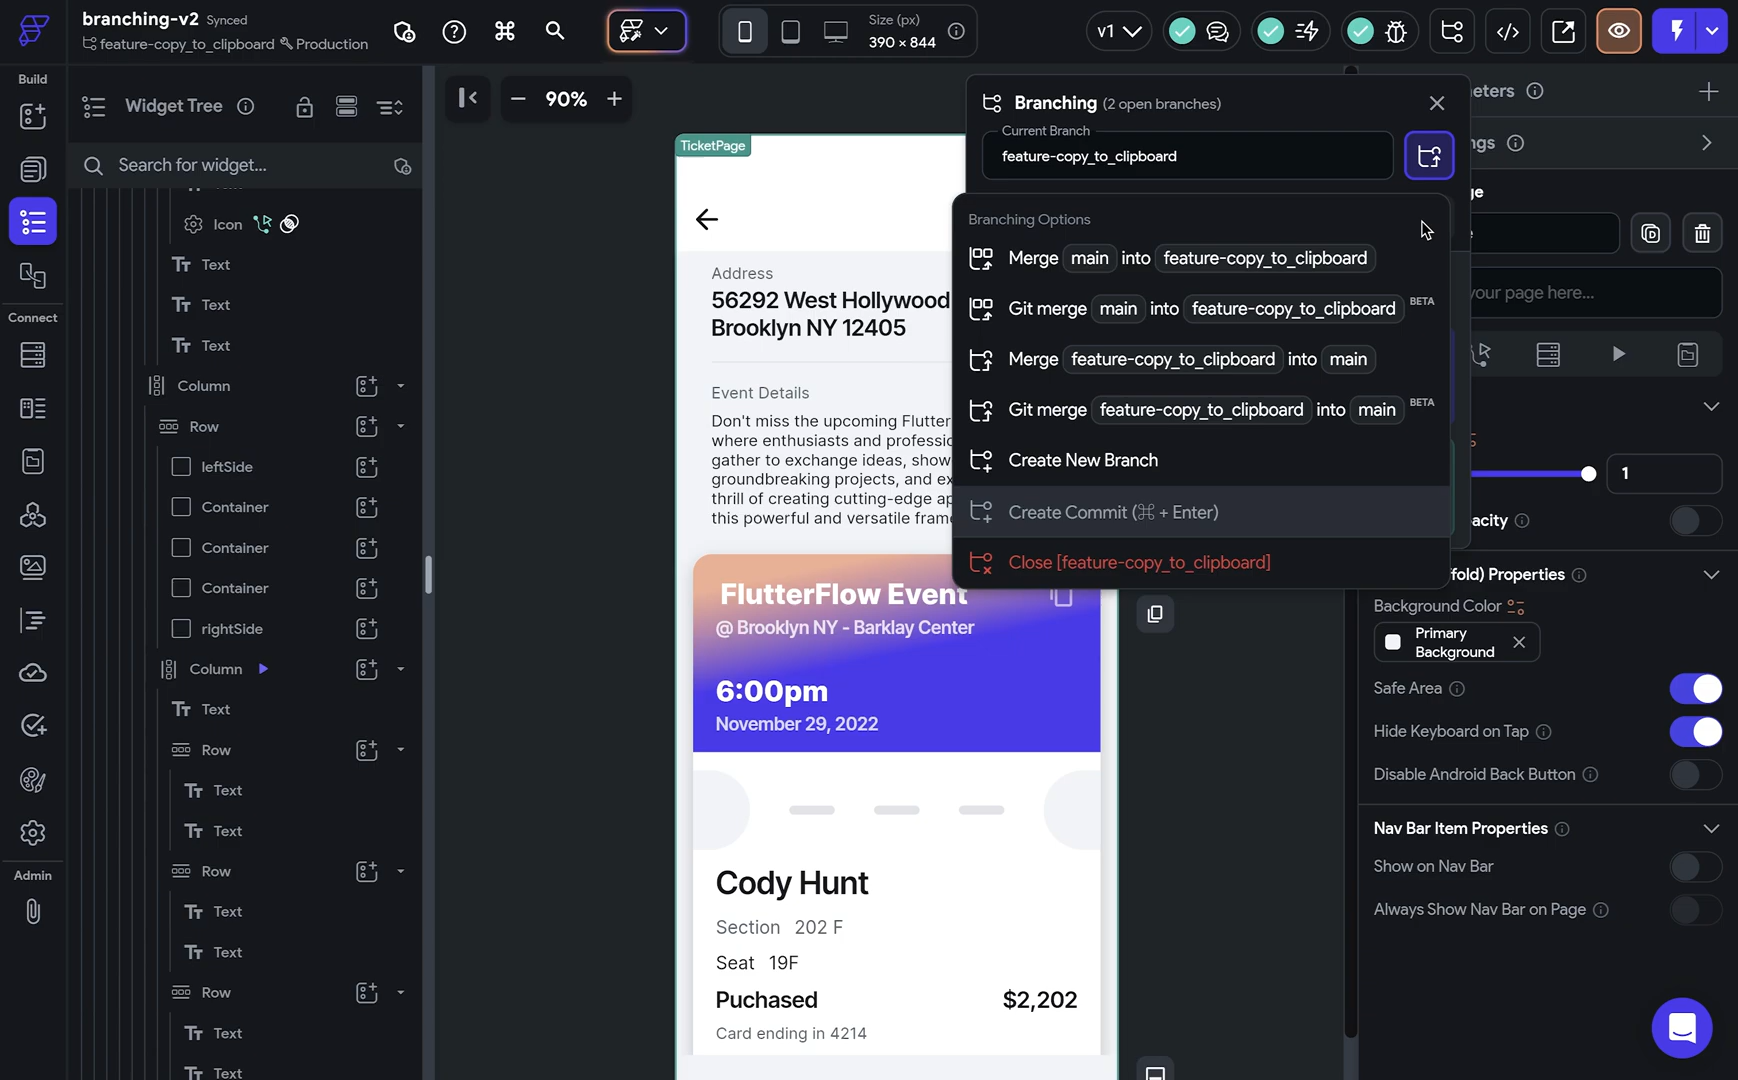 branching-v2 Synced
feature-copy_to_clipboard Production
Size (px)
390 × 844
v1
Build
Connect
Admin
Widget Tree
Search for widget...
Icon
Text
Text
Text
Column
Row
leftSide
Container
Container
Container
rightSide
Column
Text
Row
Text
Text
Row
Text
Text
Row
Text
Text
90%
TicketPage
Address
56292 West Hollywood
Brooklyn NY 12405
Event Details
Don't miss the upcoming Flutter
where enthusiasts and professio
gather to exchange ideas, show
groundbreaking projects, and ex
thrill of creating cutting-edge ap
this powerful and versatile fram
FlutterFlow Event
@ Brooklyn NY - Barklay Center
6:00pm
November 29, 2022
Cody Hunt
Section 202 F
Seat 19F
Puchased $2,202
Card ending in 4214
Branching (2 open branches)
Current Branch
feature-copy_to_clipboard
Branching Options
Merge main into feature-copy_to_clipboard
Git merge main into feature-copy_to_clipboard BETA
Merge feature-copy_to_clipboard into main
Git merge feature-copy_to_clipboard into main BETA
Create New Branch
Create Commit (⌘ + Enter)
Close [feature-copy_to_clipboard]
eters
ngs
ge
your page here...
1
acity
fold) Properties
Background Color
Primary
Background
Safe Area
Hide Keyboard on Tap
Disable Android Back Button
Nav Bar Item Properties
Show on Nav Bar
Always Show Nav Bar on Page